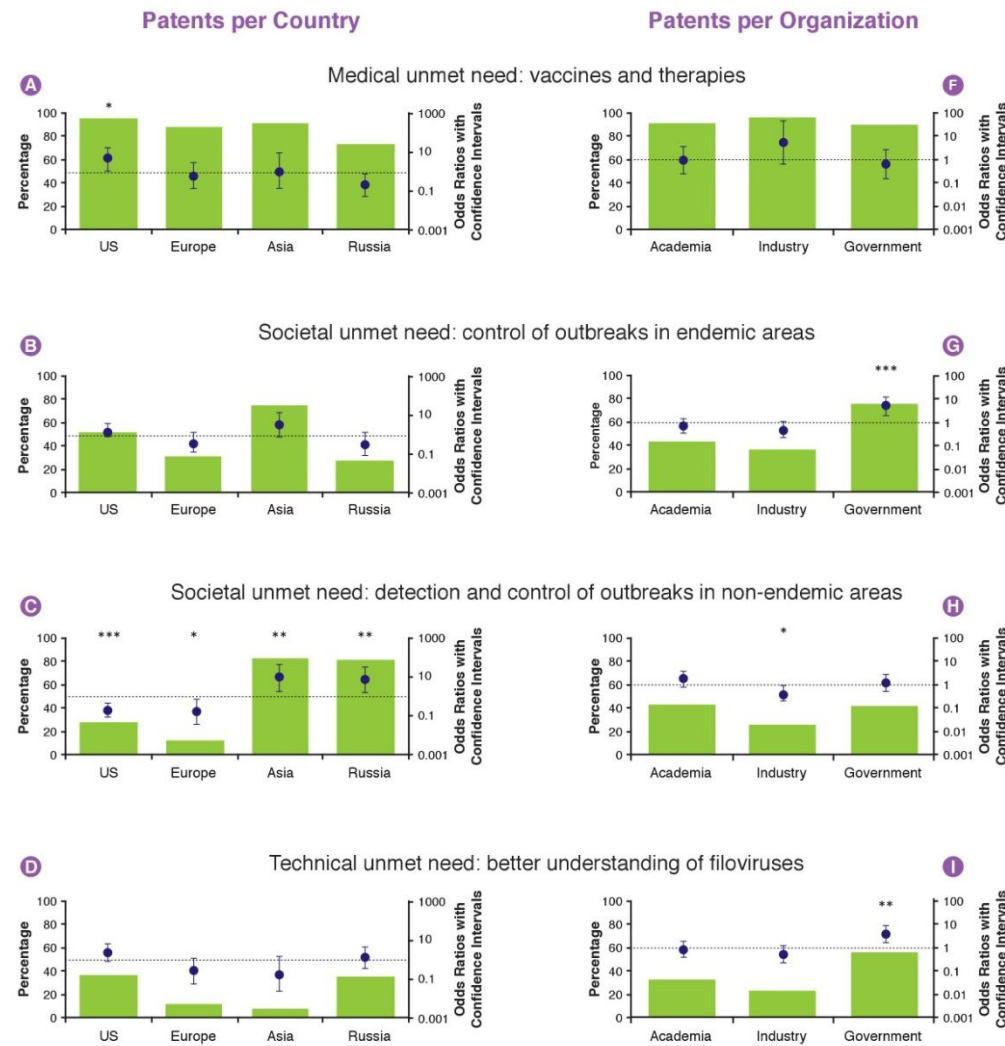 Patents per Country
Patents per Organization
A
Medical unmet need: vaccines and therapies
F
*
100
80
60
40
20
0
Percentage
1000
10
0.1
0.001
Odds Ratios with
Confidence Intervals
US Europe Asia Russia
100
80
60
40
20
0
Percentage
100
10
1
0.1
0.01
0.001
Odds Ratios with
Confidence Intervals
Academia Industry Government
B
Societal unmet need: control of outbreaks in endemic areas
G
100
80
60
40
20
0
Percentage
1000
10
0.1
0.001
Odds Ratios with
Confidence Intervals
US Europe Asia Russia
***
100
80
60
40
20
0
Percentage
100
10
1
0.1
0.01
0.001
Odds Ratios with
Confidence Intervals
Academia Industry Government
C
Societal unmet need: detection and control of outbreaks in non-endemic areas
H
*** * ** **
100
80
60
40
20
0
Percentage
1000
10
0.1
0.001
Odds Ratios with
Confidence Intervals
US Europe Asia Russia
*
100
80
60
40
20
0
Percentage
100
10
1
0.1
0.01
0.001
Odds Ratios with
Confidence Intervals
Academia Industry Government
D
Technical unmet need: better understanding of filoviruses
I
100
80
60
40
20
0
Percentage
1000
10
0.1
0.001
Odds Ratios with
Confidence Intervals
US Europe Asia Russia
**
100
80
60
40
20
0
Percentage
100
10
1
0.1
0.01
0.001
Odds Ratios with
Confidence Intervals
Academia Industry Government